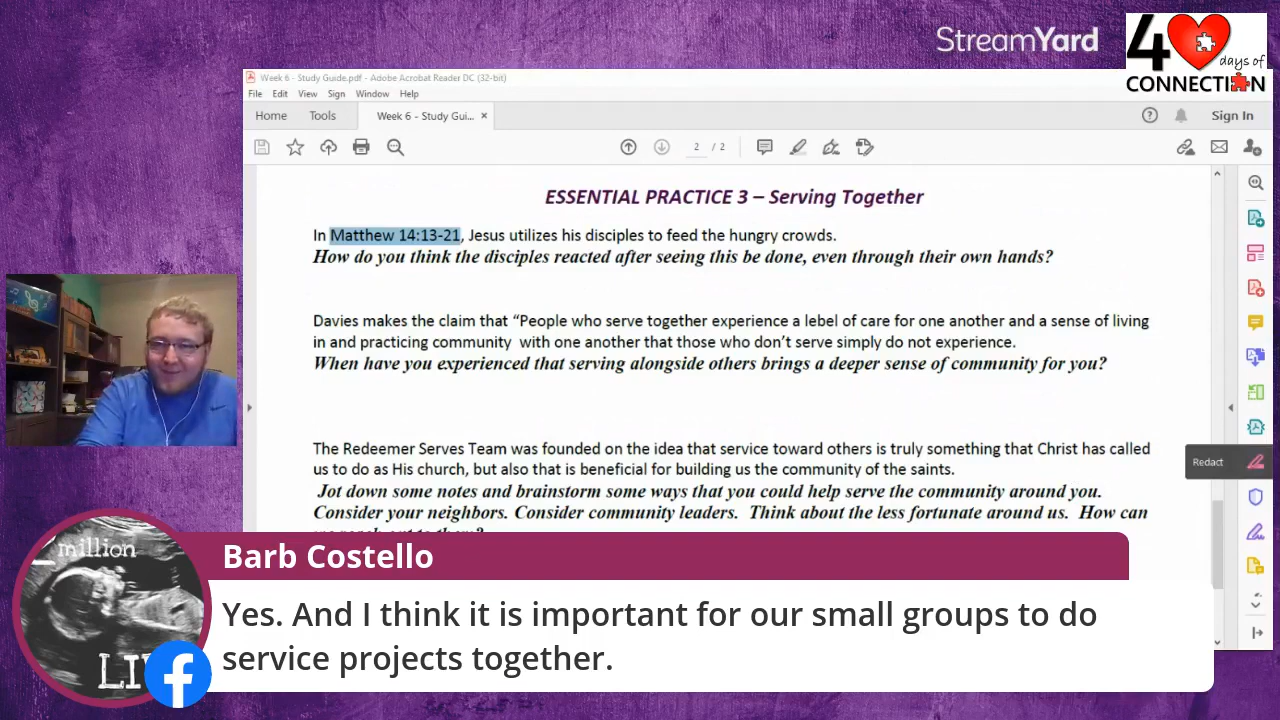 StreamYard
40
days of
CONNECTION
Week 6 - Study Guide.pdf - Adobe Acrobat Reader DC (32-bit)
File Edit View Sign Window Help
Home Tools Week 6 - Study Gui... × Sign In
2 / 2
ESSENTIAL PRACTICE 3 – Serving Together
In Matthew 14:13-21, Jesus utilizes his disciples to feed the hungry crowds.
How do you think the disciples reacted after seeing this be done, even through their own hands?
Davies makes the claim that “People who serve together experience a lebel of care for one another and a sense of living
in and practicing community with one another that those who don’t serve simply do not experience.
When have you experienced that serving alongside others brings a deeper sense of community for you?
The Redeemer Serves Team was founded on the idea that service toward others is truly something that Christ has called
us to do as His church, but also that is beneficial for building us the community of the saints.
Jot down some notes and brainstorm some ways that you could help serve the community around you.
Consider your neighbors. Consider community leaders. Think about the less fortunate around us. How can
Redact
million
LI
Barb Costello
Yes. And I think it is important for our small groups to do
service projects together.